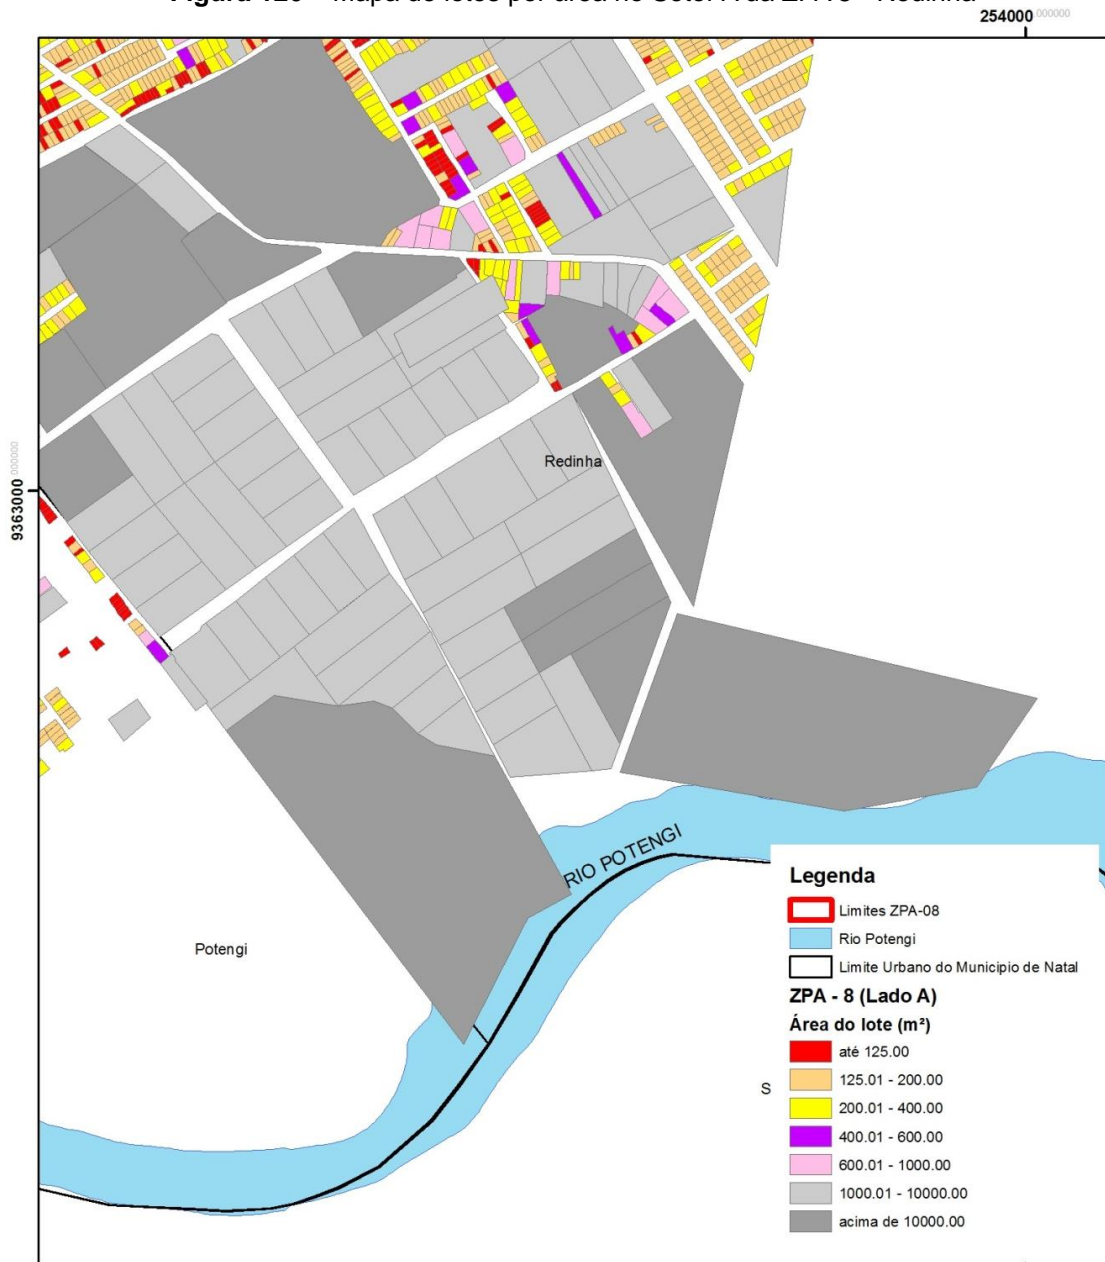 254000 000000
9363000 000000
Redinha
RIO POTENGI
Potengi
S
Legenda
Limites ZPA-08
Rio Potengi
Limite Urbano do Municipio de Natal
ZPA - 8 (Lado A)
Área do lote (m²)
até 125.00
125.01 - 200.00
200.01 - 400.00
400.01 - 600.00
600.01 - 1000.00
1000.01 - 10000.00
acima de 10000.00